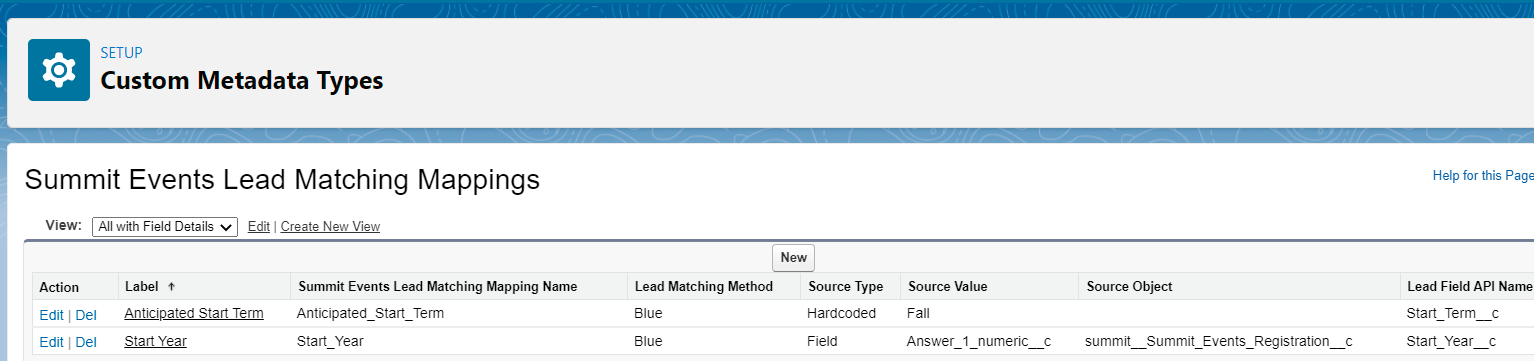 SETUP
Custom Metadata Types
Summit Events Lead Matching Mappings
Help for this Page
View: All with Field Details Edit | Create New View
New
Action Label ↑ Summit Events Lead Matching Mapping Name Lead Matching Method Source Type Source Value Source Object Lead Field API Name
Edit | Del Anticipated Start Term Anticipated_Start_Term Blue Hardcoded Fall Start_Term__c
Edit | Del Start Year Start_Year Blue Field Answer_1_numeric__c summit__Summit_Events_Registration__c Start_Year__c